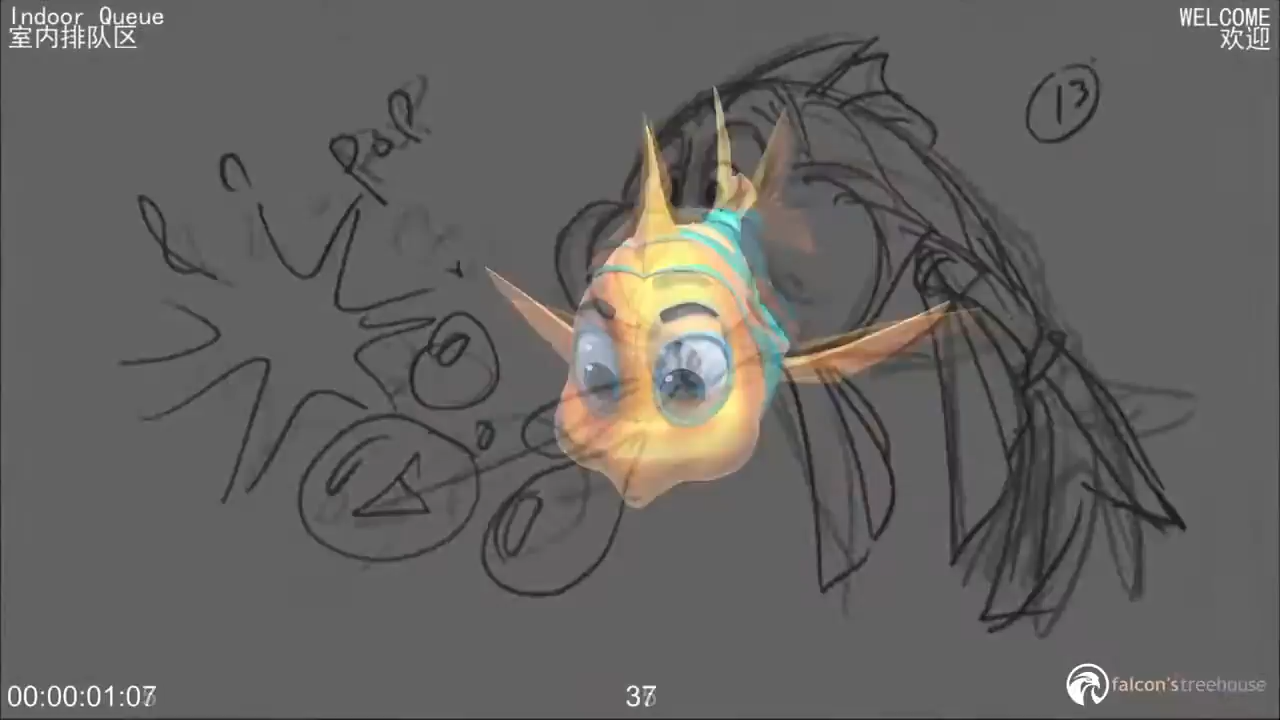 Indoor Queue
室内排队区
WELCOME
欢迎
POP
13
00:00:01:07
37
falcon's treehouse